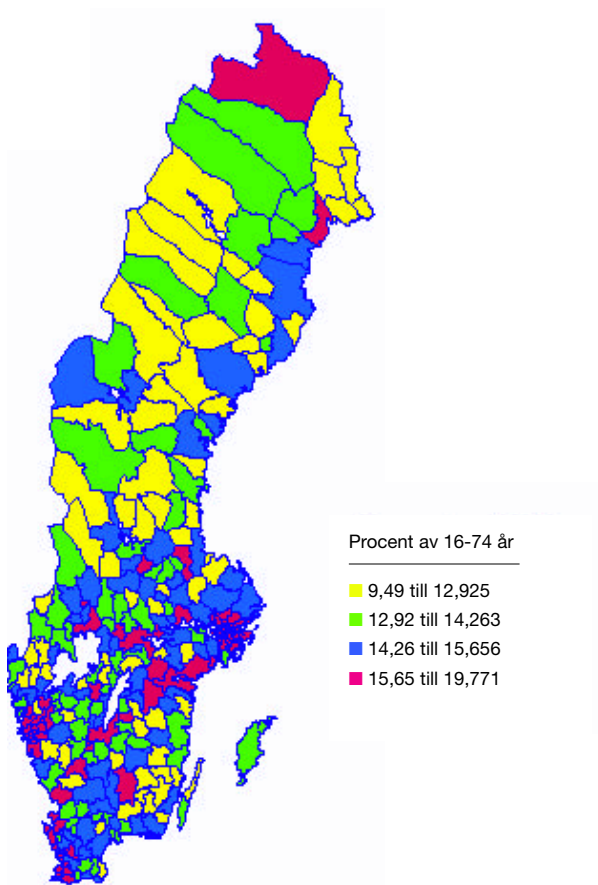 Procent av 16-74 år
9,49 till 12,925
12,92 till 14,263
14,26 till 15,656
15,65 till 19,771